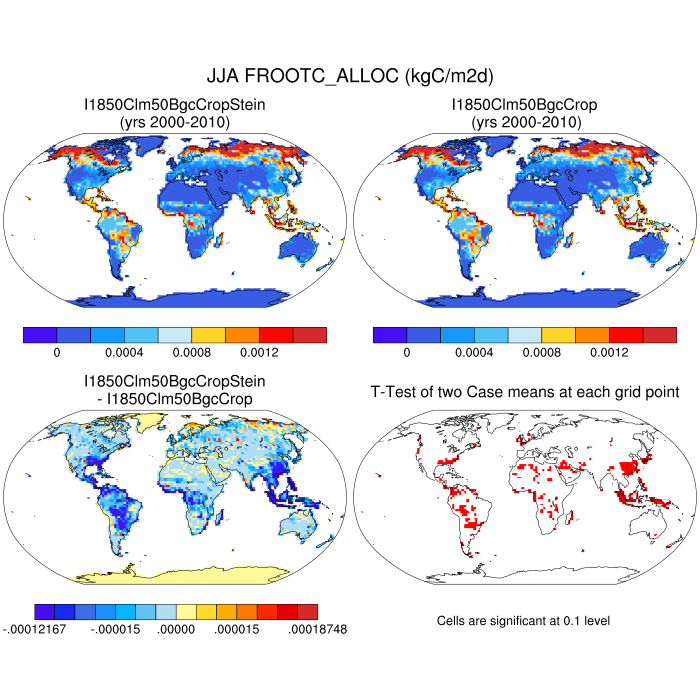 JJA FROOTC_ALLOC (kgC/m2d)
I1850Clm50BgcCropStein
(yrs 2000-2010)
I1850Clm50BgcCrop
(yrs 2000-2010)
0 0.0004 0.0008 0.0012
0 0.0004 0.0008 0.0012
I1850Clm50BgcCropStein
- I1850Clm50BgcCrop
T-Test of two Case means at each grid point
-.00012167 -.000015 .00000 .000015 .00018748
Cells are significant at 0.1 level